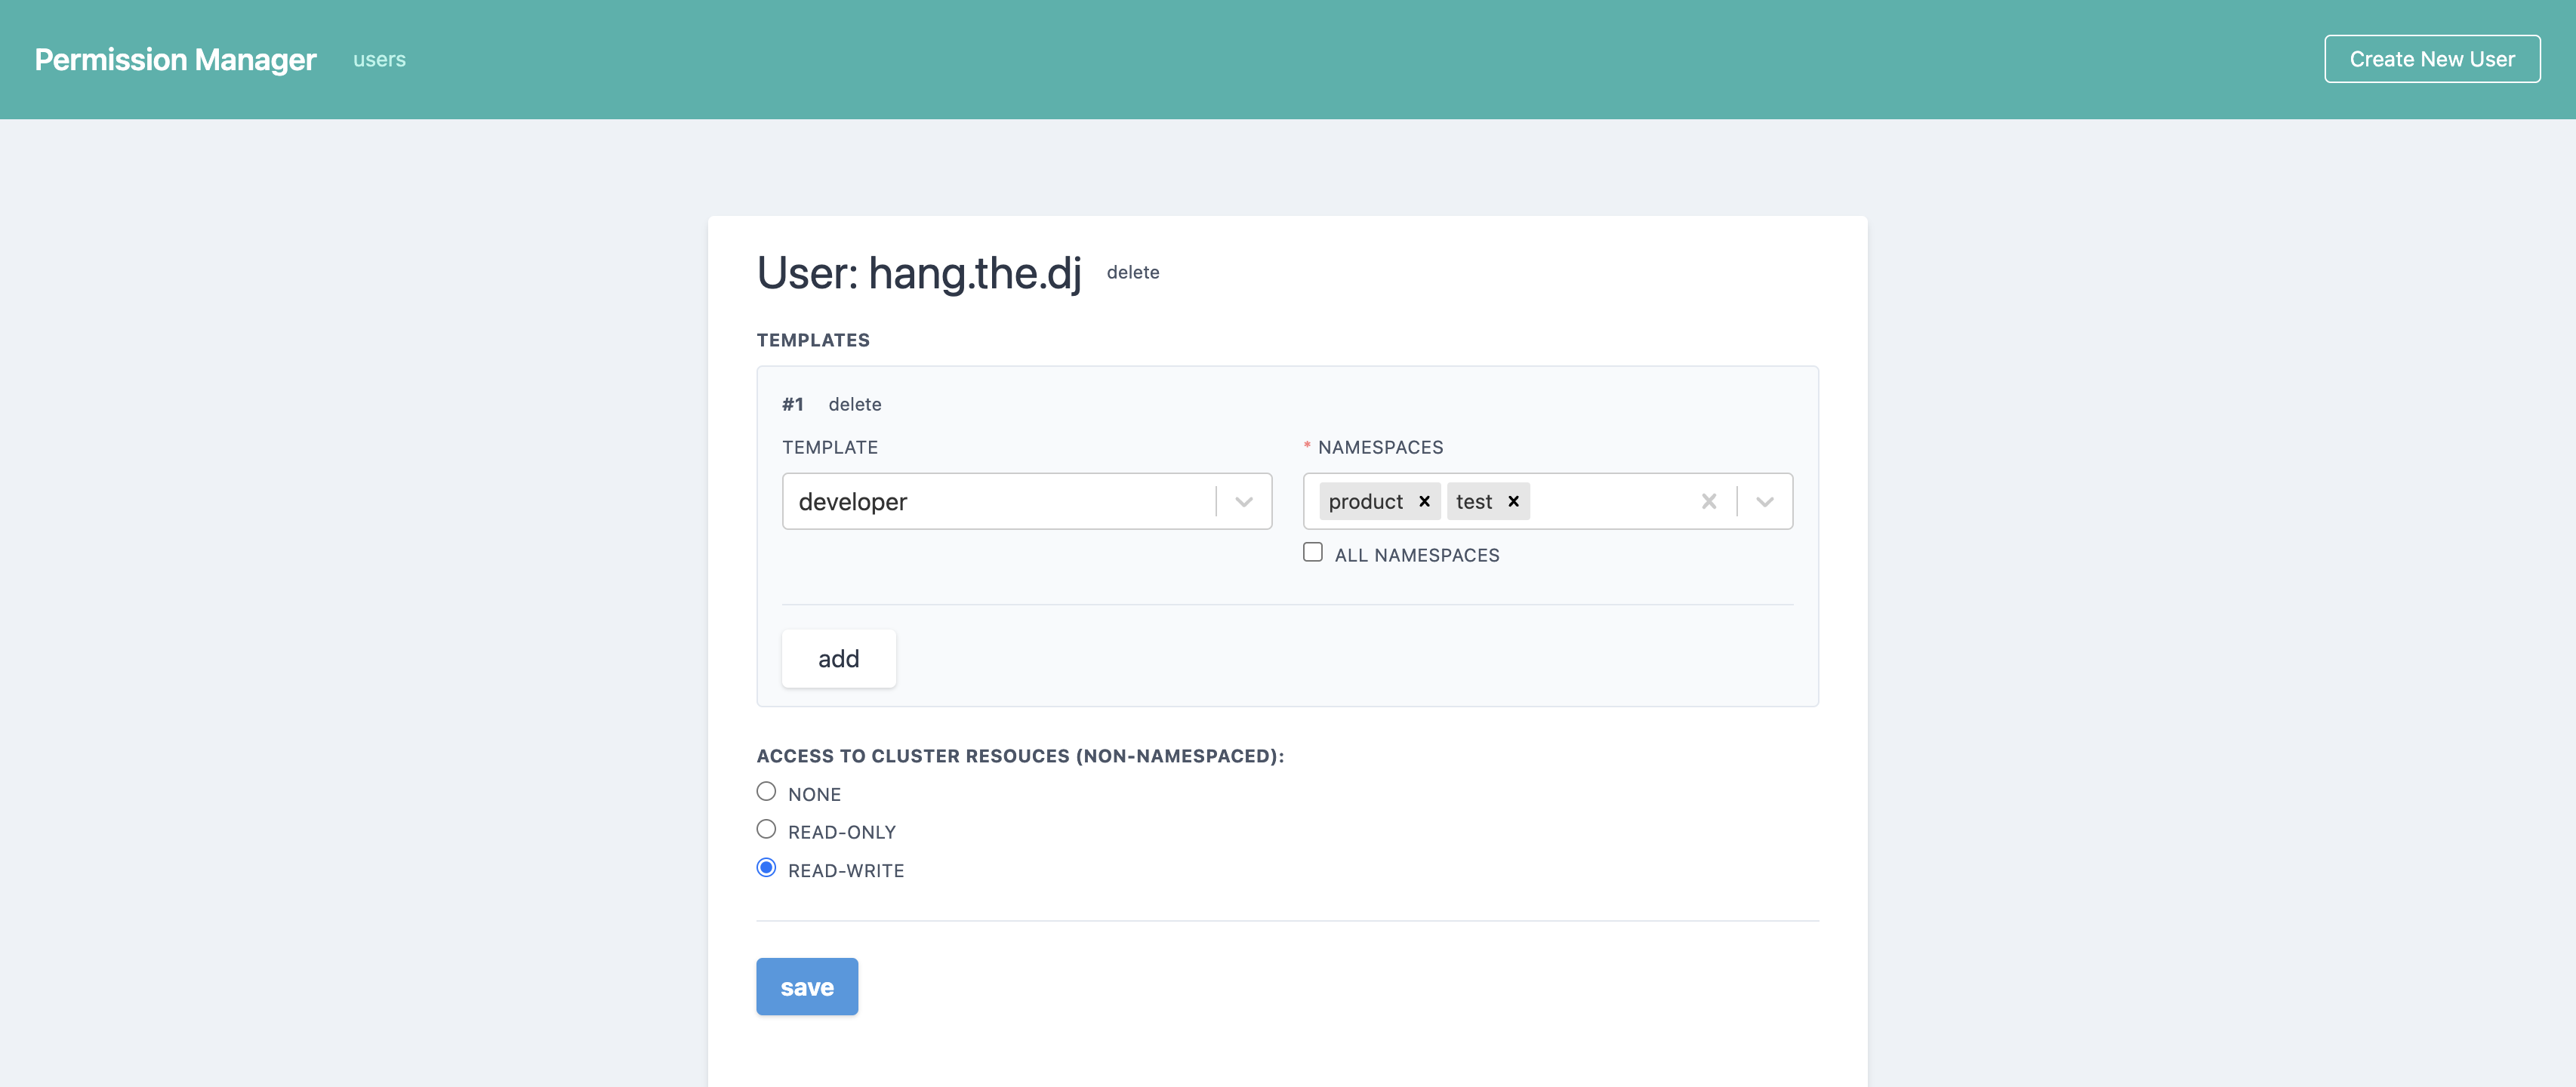 Permission Manager users Create New User
User: hang.the.dj delete
TEMPLATES
#1 delete
TEMPLATE * NAMESPACES
developer product × test ×
ALL NAMESPACES
add
ACCESS TO CLUSTER RESOUCES (NON-NAMESPACED):
NONE
READ-ONLY
READ-WRITE
save